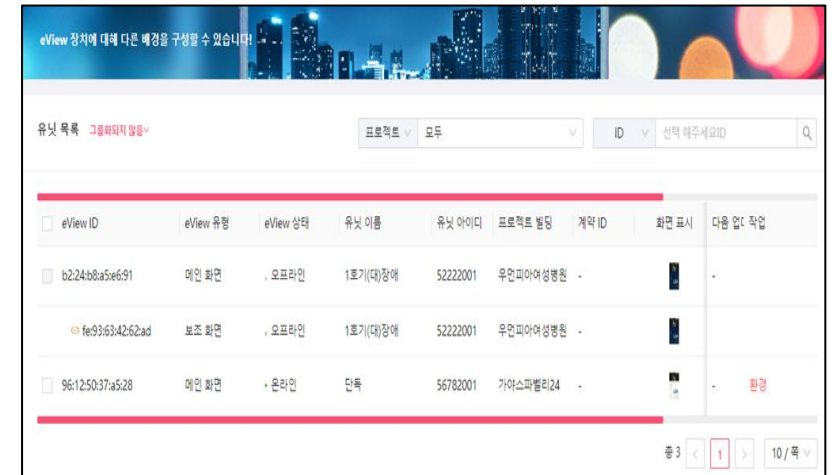 eView 장치에 대해 다른 배경을 구성할 수 있습니다!
유닛 목록 그룹화되지 않음 프로젝트 모두 ID 선택 해주세요ID
eView ID eView 유형 eView 상태 유닛 이름 유닛 아이디 프로젝트 빌딩 계약 ID 화면 표시 다음 업데 작업
b2:24:b8:a5:e6:91 메인 화면 오프라인 1호기(대)장애 52222001 우먼피아여성병원 - -
fe:93:63:42:62:ad 보조 화면 오프라인 1호기(대)장애 52222001 우먼피아여성병원 -
96:12:50:37:a5:28 메인 화면 온라인 단독 56782001 가야스파벨리24 - - 환경
총 3 < 1 > 10 / 쪽